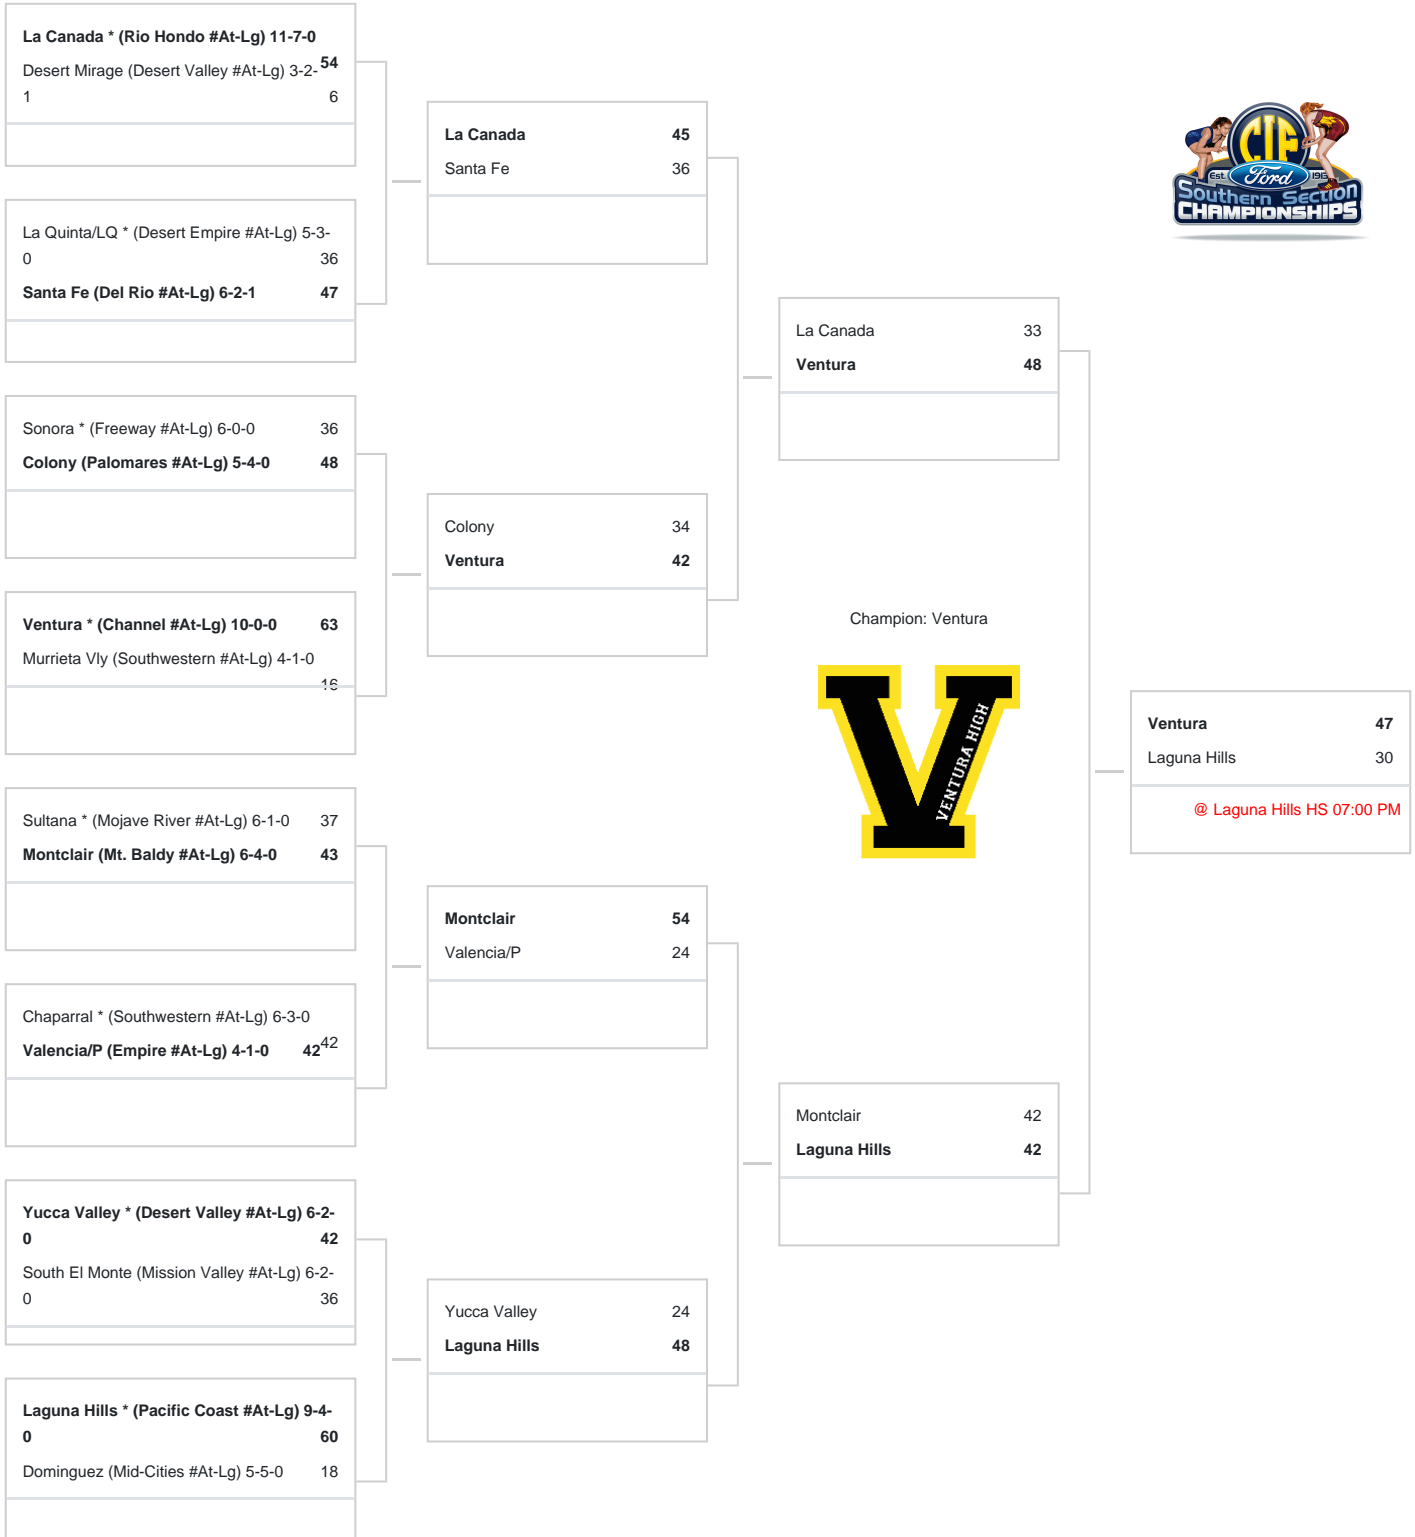 La Canada * (Rio Hondo #At-Lg) 11-7-0
54
Desert Mirage (Desert Valley #At-Lg) 3-2-
1 6
La Quinta/LQ * (Desert Empire #At-Lg) 5-3-
0 36
Santa Fe (Del Rio #At-Lg) 6-2-1 47
Sonora * (Freeway #At-Lg) 6-0-0 36
Colony (Palomares #At-Lg) 5-4-0 48
Ventura * (Channel #At-Lg) 10-0-0 63
Murrieta Vly (Southwestern #At-Lg) 4-1-0
16
Sultana * (Mojave River #At-Lg) 6-1-0 37
Montclair (Mt. Baldy #At-Lg) 6-4-0 43
Chaparral * (Southwestern #At-Lg) 6-3-0
42
Valencia/P (Empire #At-Lg) 4-1-0 42
Yucca Valley * (Desert Valley #At-Lg) 6-2-
0 42
South El Monte (Mission Valley #At-Lg) 6-2-
0 36
Laguna Hills * (Pacific Coast #At-Lg) 9-4-
0 60
Dominguez (Mid-Cities #At-Lg) 5-5-0 18
La Canada 45
Santa Fe 36
Colony 34
Ventura 42
Montclair 54
Valencia/P 24
Yucca Valley 24
Laguna Hills 48
La Canada 33
Ventura 48
Montclair 42
Laguna Hills 42
CIF
Est. Ford 1913
Southern Section
CHAMPIONSHIPS
Champion: Ventura
VENTURA HIGH
Ventura 47
Laguna Hills 30
@ Laguna Hills HS 07:00 PM